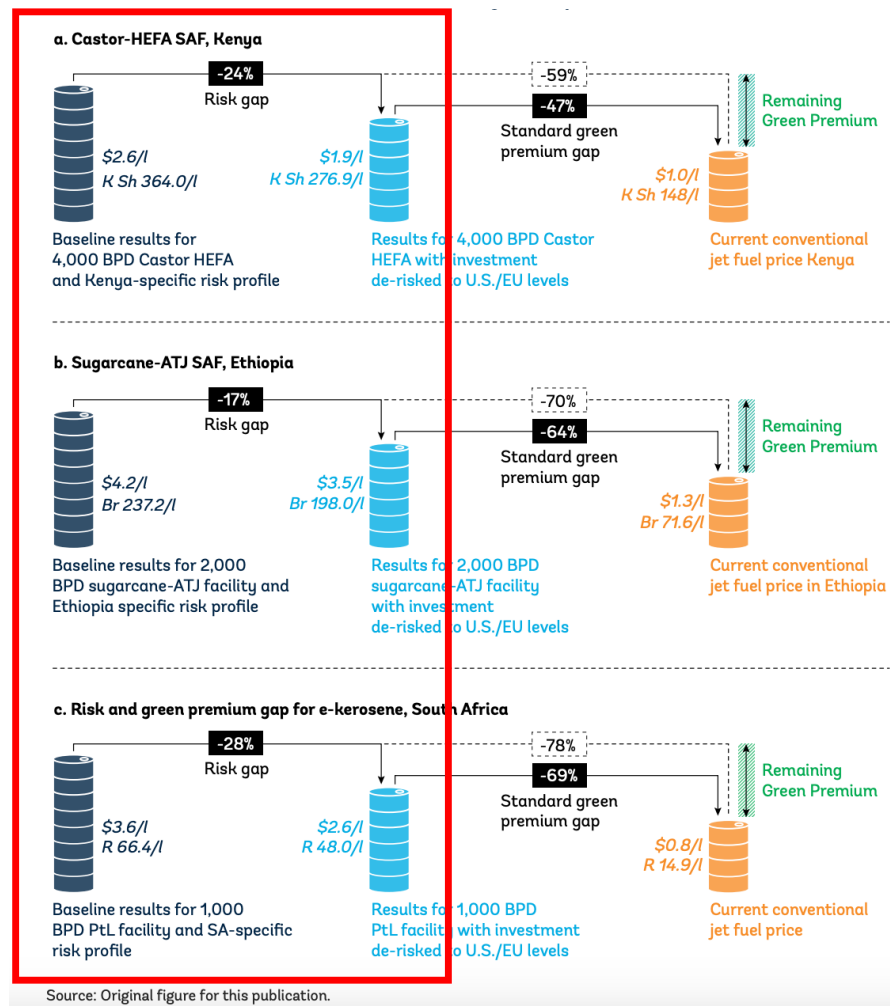 a. Castor-HEFA SAF, Kenya
-24%
Risk gap
-59%
-47%
Standard green
premium gap
Remaining
Green Premium
$2.6/l
K Sh 364.0/l
$1.9/l
K Sh 276.9/l
$1.0/l
K Sh 148/l
Baseline results for
4,000 BPD Castor HEFA
and Kenya-specific risk profile
Results for 4,000 BPD Castor
HEFA with investment
de-risked to U.S./EU levels
Current conventional
jet fuel price Kenya
b. Sugarcane-ATJ SAF, Ethiopia
-17%
Risk gap
-70%
-64%
Standard green
premium gap
Remaining
Green Premium
$4.2/l
Br 237.2/l
$3.5/l
Br 198.0/l
$1.3/l
Br 71.6/l
Baseline results for 2,000
BPD sugarcane-ATJ facility and
Ethiopia specific risk profile
Results for 2,000 BPD
sugarcane-ATJ facility
with investment
de-risked to U.S./EU levels
Current conventional
jet fuel price in Ethiopia
c. Risk and green premium gap for e-kerosene, South Africa
-28%
Risk gap
-78%
-69%
Standard green
premium gap
Remaining
Green Premium
$3.6/l
R 66.4/l
$2.6/l
R 48.0/l
$0.8/l
R 14.9/l
Baseline results for 1,000
BPD PtL facility and SA-specific
risk profile
Results for 1,000 BPD
PtL facility with investment
de-risked to U.S./EU levels
Current conventional
jet fuel price
Source: Original figure for this publication.